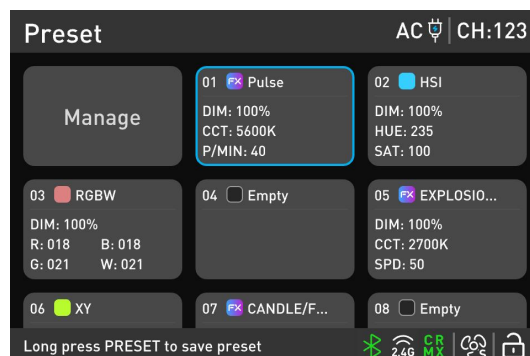 Preset
AC CH:123
Manage
01 FX Pulse
DIM: 100%
CCT: 5600K
P/MIN: 40
02 HSI
DIM: 100%
HUE: 235
SAT: 100
03 RGBW
DIM: 100%
R: 018 B: 018
G: 021 W: 021
04 Empty
05 FX EXPLOSIO...
DIM: 100%
CCT: 2700K
SPD: 50
06 XY
07 FX CANDLE/F...
08 Empty
Long press PRESET to save preset
2.4G
CR
MX
S